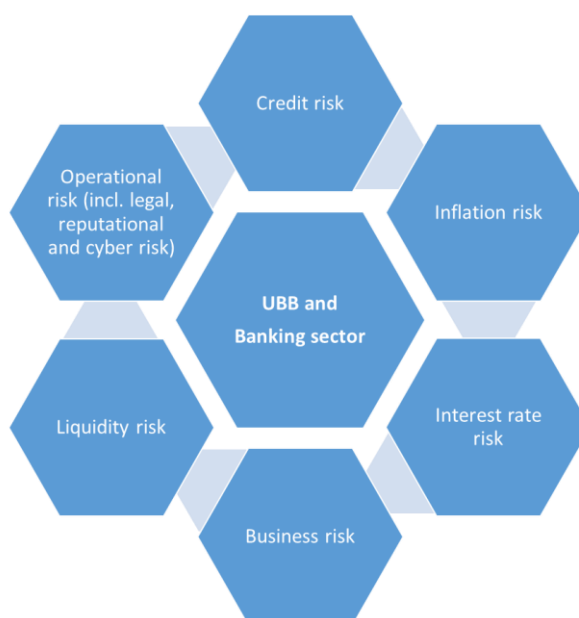 Credit risk
Operational
risk (incl. legal,
reputational
and cyber risk)
Inflation risk
UBB and
Banking sector
Liquidity risk
Interest rate
risk
Business risk